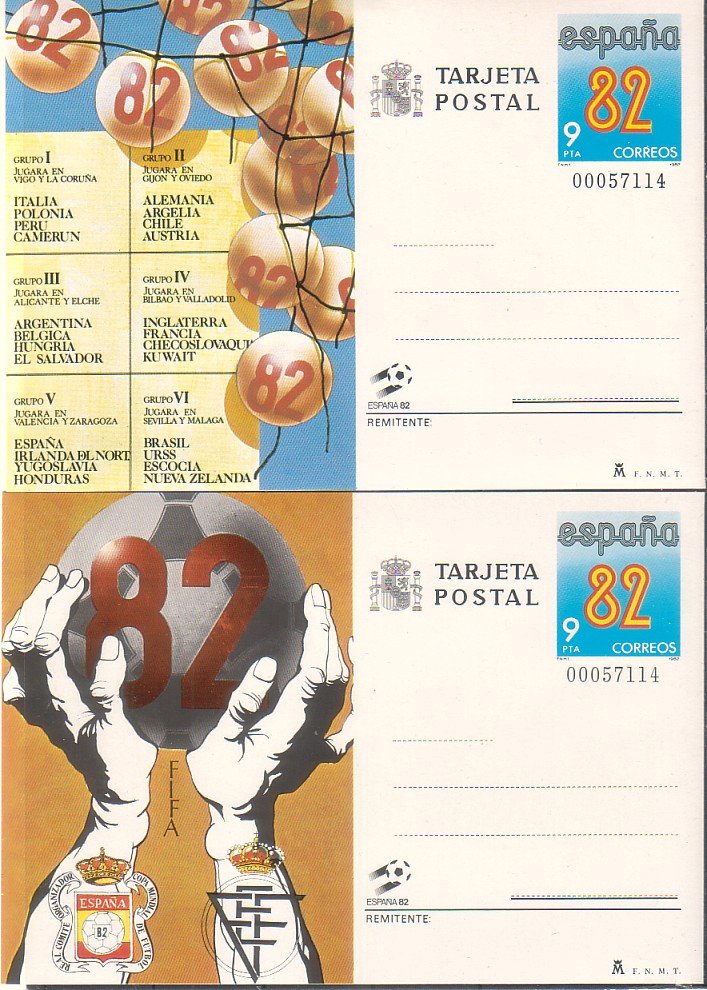 82
82
82
82
82
82
GRUPO I
JUGARA EN
VIGO Y LA CORUÑA
ITALIA
POLONIA
PERU
CAMERUN
GRUPO II
JUGARA EN
GIJON Y OVIEDO
ALEMANIA
ARGELIA
CHILE
AUSTRIA
GRUPO III
JUGARA EN
ALICANTE Y ELCHE
ARGENTINA
BELGICA
HUNGRIA
EL SALVADOR
GRUPO IV
JUGARA EN
BILBAO Y VALLADOLID
INGLATERRA
FRANCIA
CHECOSLOVAQUI
KUWAIT
GRUPO V
JUGARA EN
VALENCIA Y ZARAGOZA
ESPAÑA
IRLANDA DEL NORT.
YUGOSLAVIA
HONDURAS
GRUPO VI
JUGARA EN
SEVILLA Y MALAGA
BRASIL
URSS
ESCOCIA
NUEVA ZELANDA
TARJETA
POSTAL
españa
82
9
PTA
CORREOS
00057114
ESPAÑA 82
REMITENTE:
F. N. M. T.
82
FIFA
REAL COMITE ORGANIZADOR
COPA MUNDIAL DE FUTBOL
ESPAÑA
82
TARJETA
POSTAL
españa
82
9
PTA
CORREOS
00057114
ESPAÑA 82
REMITENTE:
F. N. M. T.